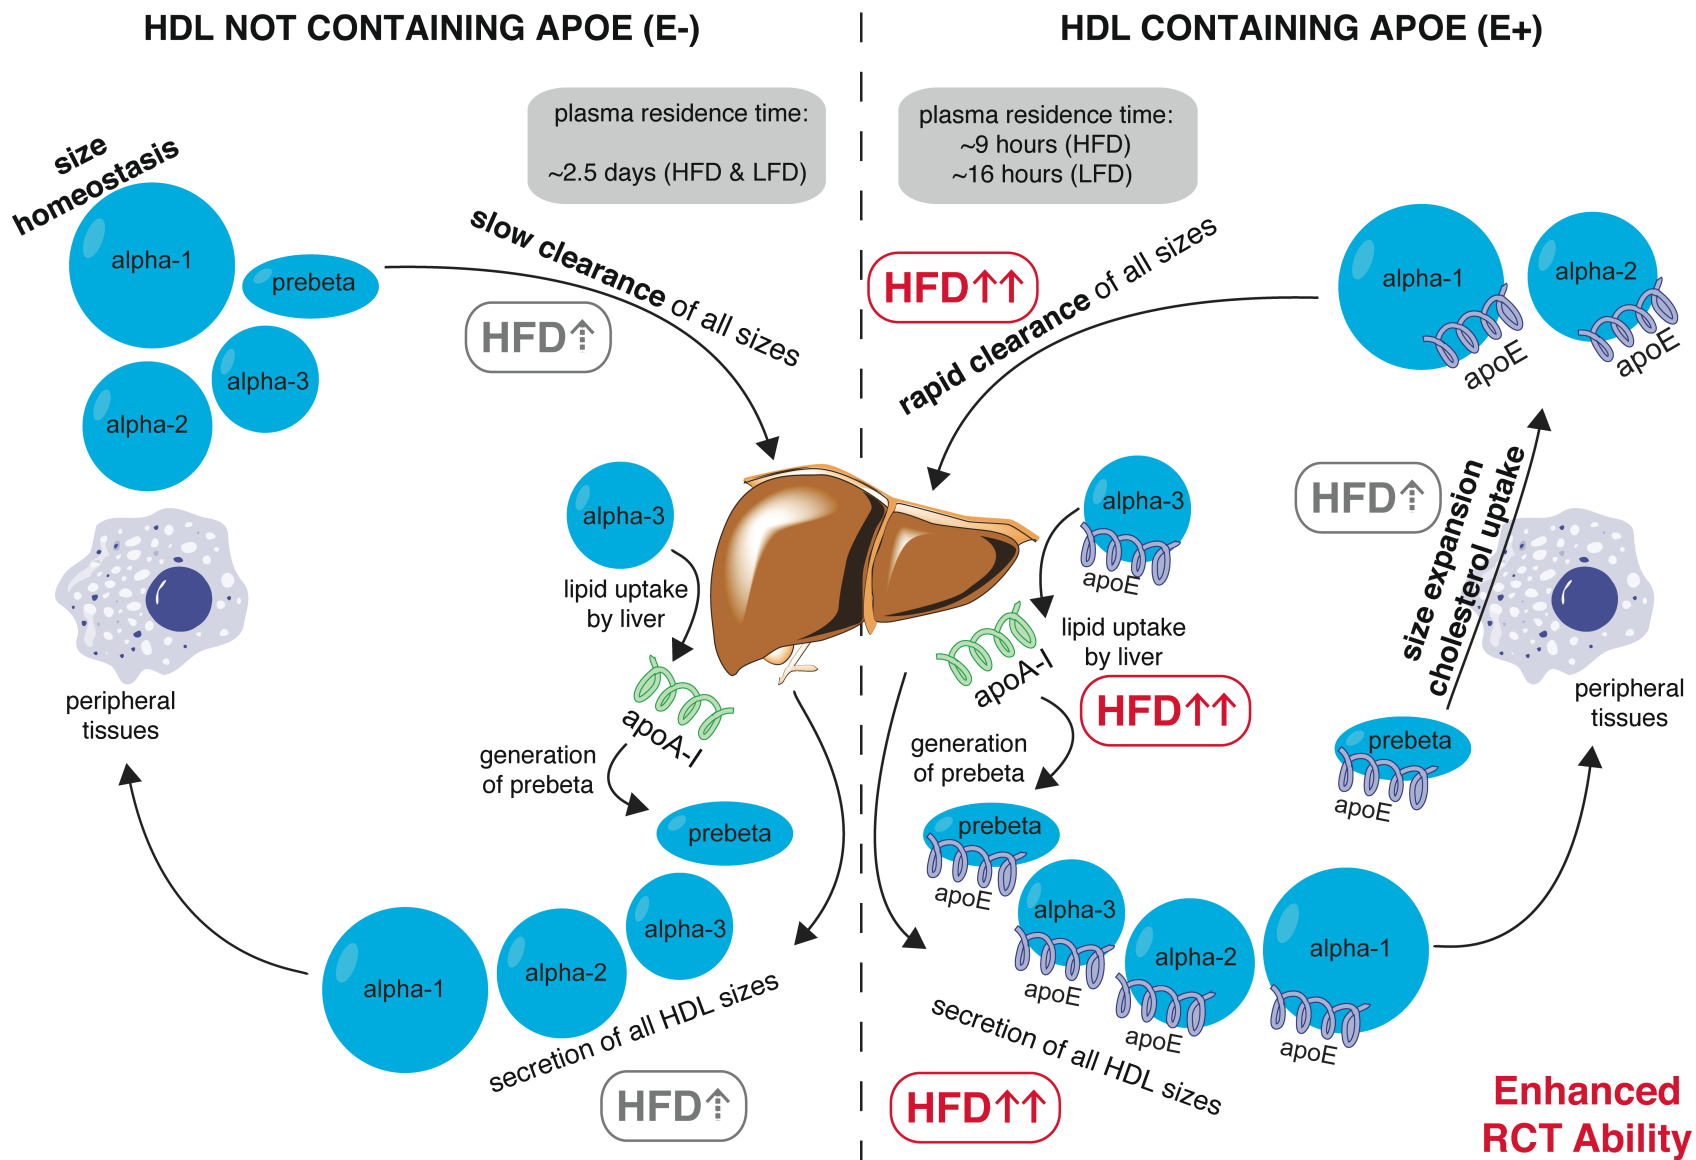 HDL NOT CONTAINING APOE (E-)
plasma residence time:
~2.5 days (HFD & LFD)
size
homeostasis
alpha-1
prebeta
alpha-3
alpha-2
slow clearance of all sizes
HFD↑
peripheral
tissues
alpha-3
lipid uptake
by liver
apoA-I
generation
of prebeta
prebeta
alpha-3
alpha-2
alpha-1
secretion of all HDL sizes
HFD↑
HDL CONTAINING APOE (E+)
plasma residence time:
~9 hours (HFD)
~16 hours (LFD)
HFD↑↑
rapid clearance of all sizes
alpha-1
apoE
alpha-2
apoE
HFD↑
size expansion
cholesterol uptake
alpha-3
apoE
lipid uptake
by liver
apoA-I
HFD↑↑
generation
of prebeta
peripheral
tissues
prebeta
apoE
prebeta
apoE
alpha-3
apoE
alpha-2
apoE
alpha-1
apoE
secretion of all HDL sizes
HFD↑↑
Enhanced
RCT Ability